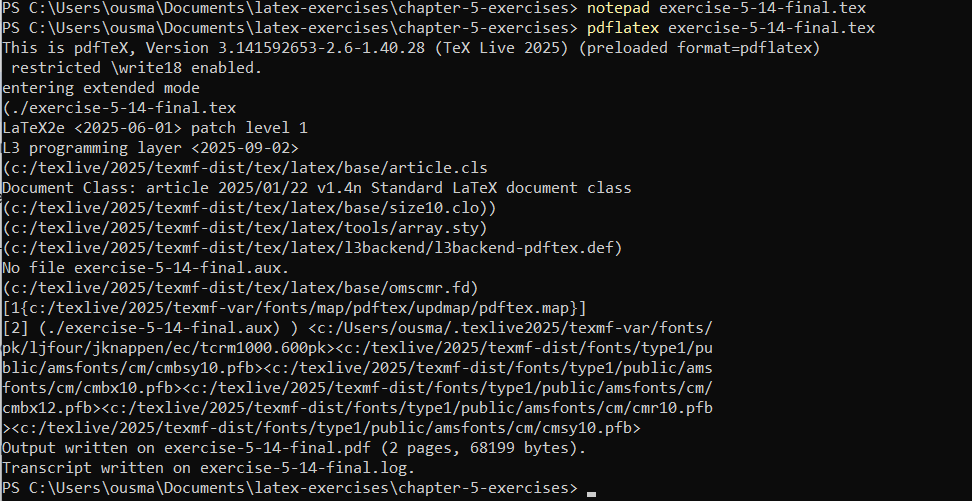 PS C:\Users\ousma\Documents\latex-exercises\chapter-5-exercises> notepad exercise-5-14-final.tex
PS C:\Users\ousma\Documents\latex-exercises\chapter-5-exercises> pdflatex exercise-5-14-final.tex
This is pdfTeX, Version 3.141592653-2.6-1.40.28 (TeX Live 2025) (preloaded format=pdflatex)
 restricted \write18 enabled.
entering extended mode
(./exercise-5-14-final.tex
LaTeX2e <2025-06-01> patch level 1
L3 programming layer <2025-09-02>
(c:/texlive/2025/texmf-dist/tex/latex/base/article.cls
Document Class: article 2025/01/22 v1.4n Standard LaTeX document class
(c:/texlive/2025/texmf-dist/tex/latex/base/size10.clo))
(c:/texlive/2025/texmf-dist/tex/latex/tools/array.sty)
(c:/texlive/2025/texmf-dist/tex/latex/l3backend/l3backend-pdftex.def)
No file exercise-5-14-final.aux.
(c:/texlive/2025/texmf-dist/tex/latex/base/omscmr.fd)
[1{c:/texlive/2025/texmf-var/fonts/map/pdftex/updmap/pdftex.map}]
[2] (./exercise-5-14-final.aux) ) <c:/Users/ousma/.texlive2025/texmf-var/fonts/
pk/ljfour/jknappen/ec/tcrm1000.600pk><c:/texlive/2025/texmf-dist/fonts/type1/pu
blic/amsfonts/cm/cmbsy10.pfb><c:/texlive/2025/texmf-dist/fonts/type1/public/ams
fonts/cm/cmbx10.pfb><c:/texlive/2025/texmf-dist/fonts/type1/public/amsfonts/cm/
cmbx12.pfb><c:/texlive/2025/texmf-dist/fonts/type1/public/amsfonts/cm/cmr10.pfb
><c:/texlive/2025/texmf-dist/fonts/type1/public/amsfonts/cm/cmsy10.pfb>
Output written on exercise-5-14-final.pdf (2 pages, 68199 bytes).
Transcript written on exercise-5-14-final.log.
PS C:\Users\ousma\Documents\latex-exercises\chapter-5-exercises>